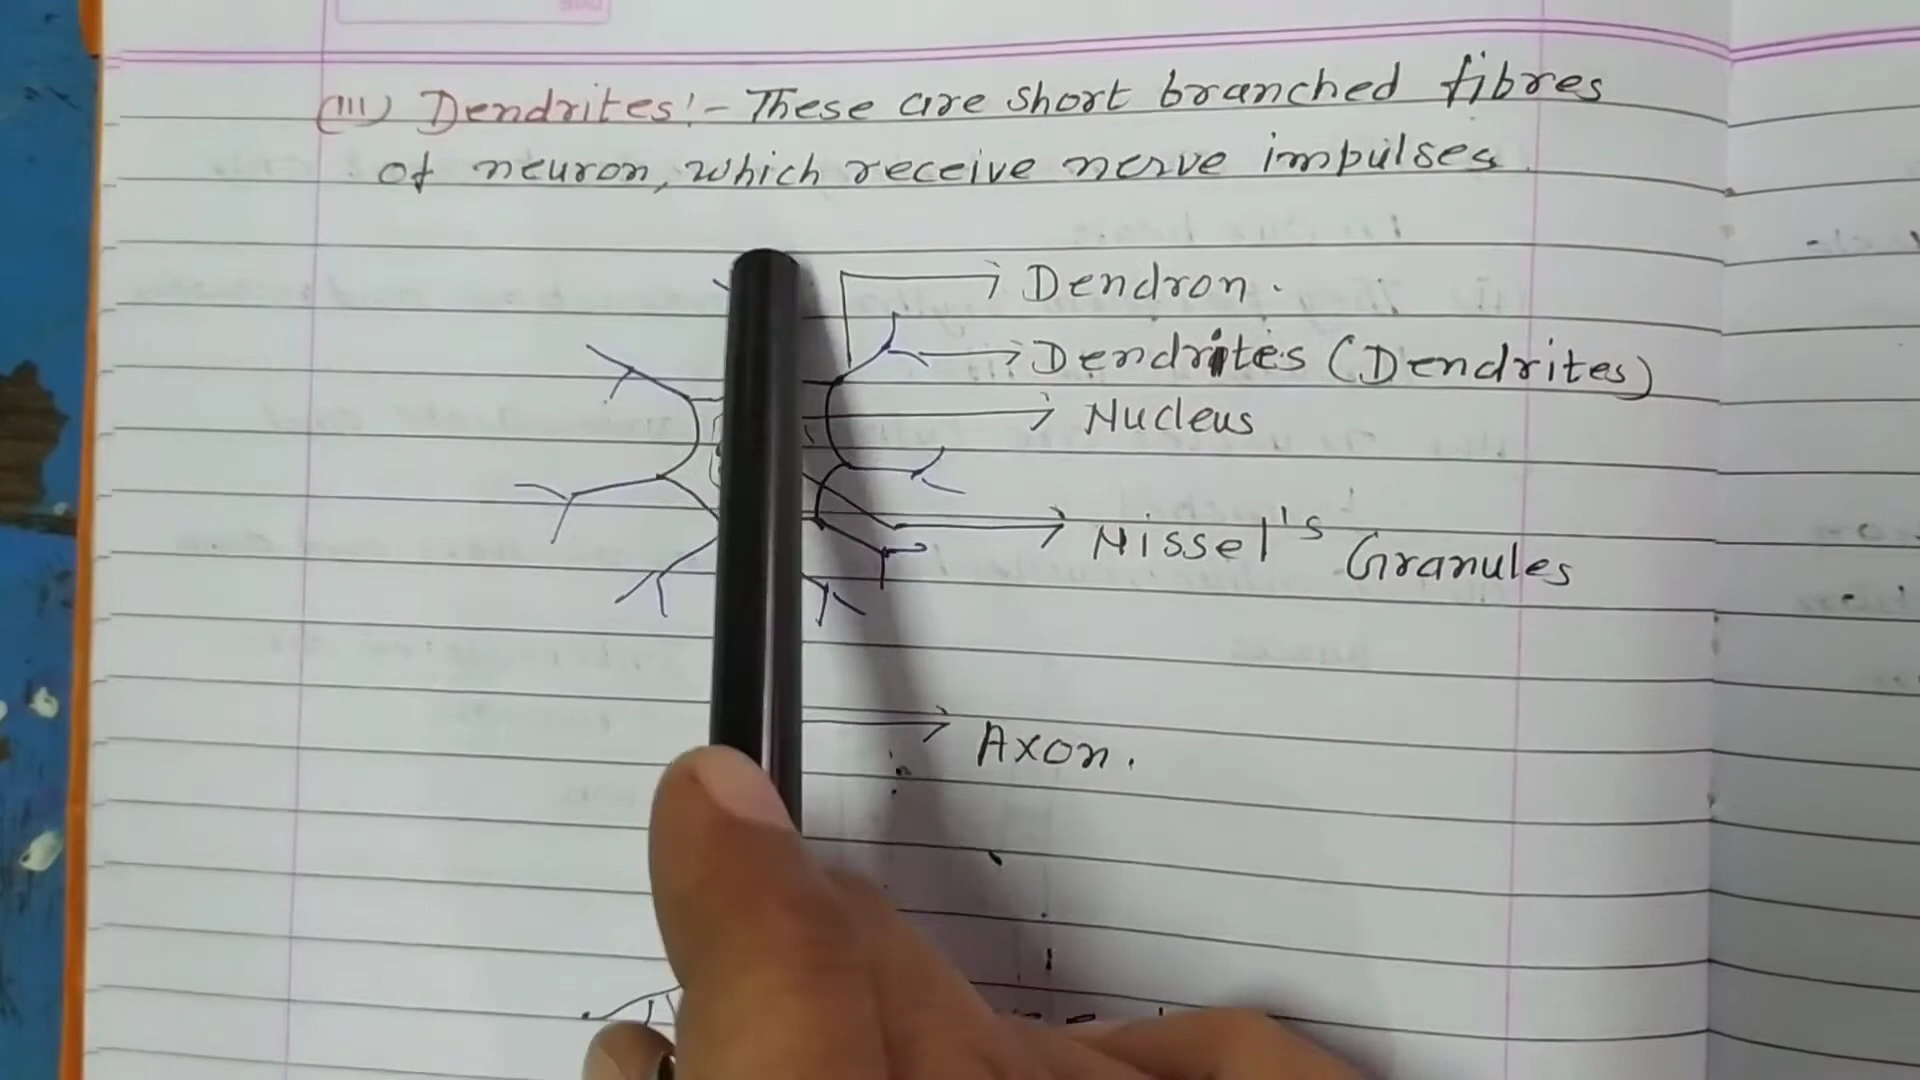 (III) Dendrites:- These are short branched fibres
of neuron, which receive nerve impulses.
Dendron.
Dendrites (Dendrites)
Nucleus
Nissel's Granules
Axon.